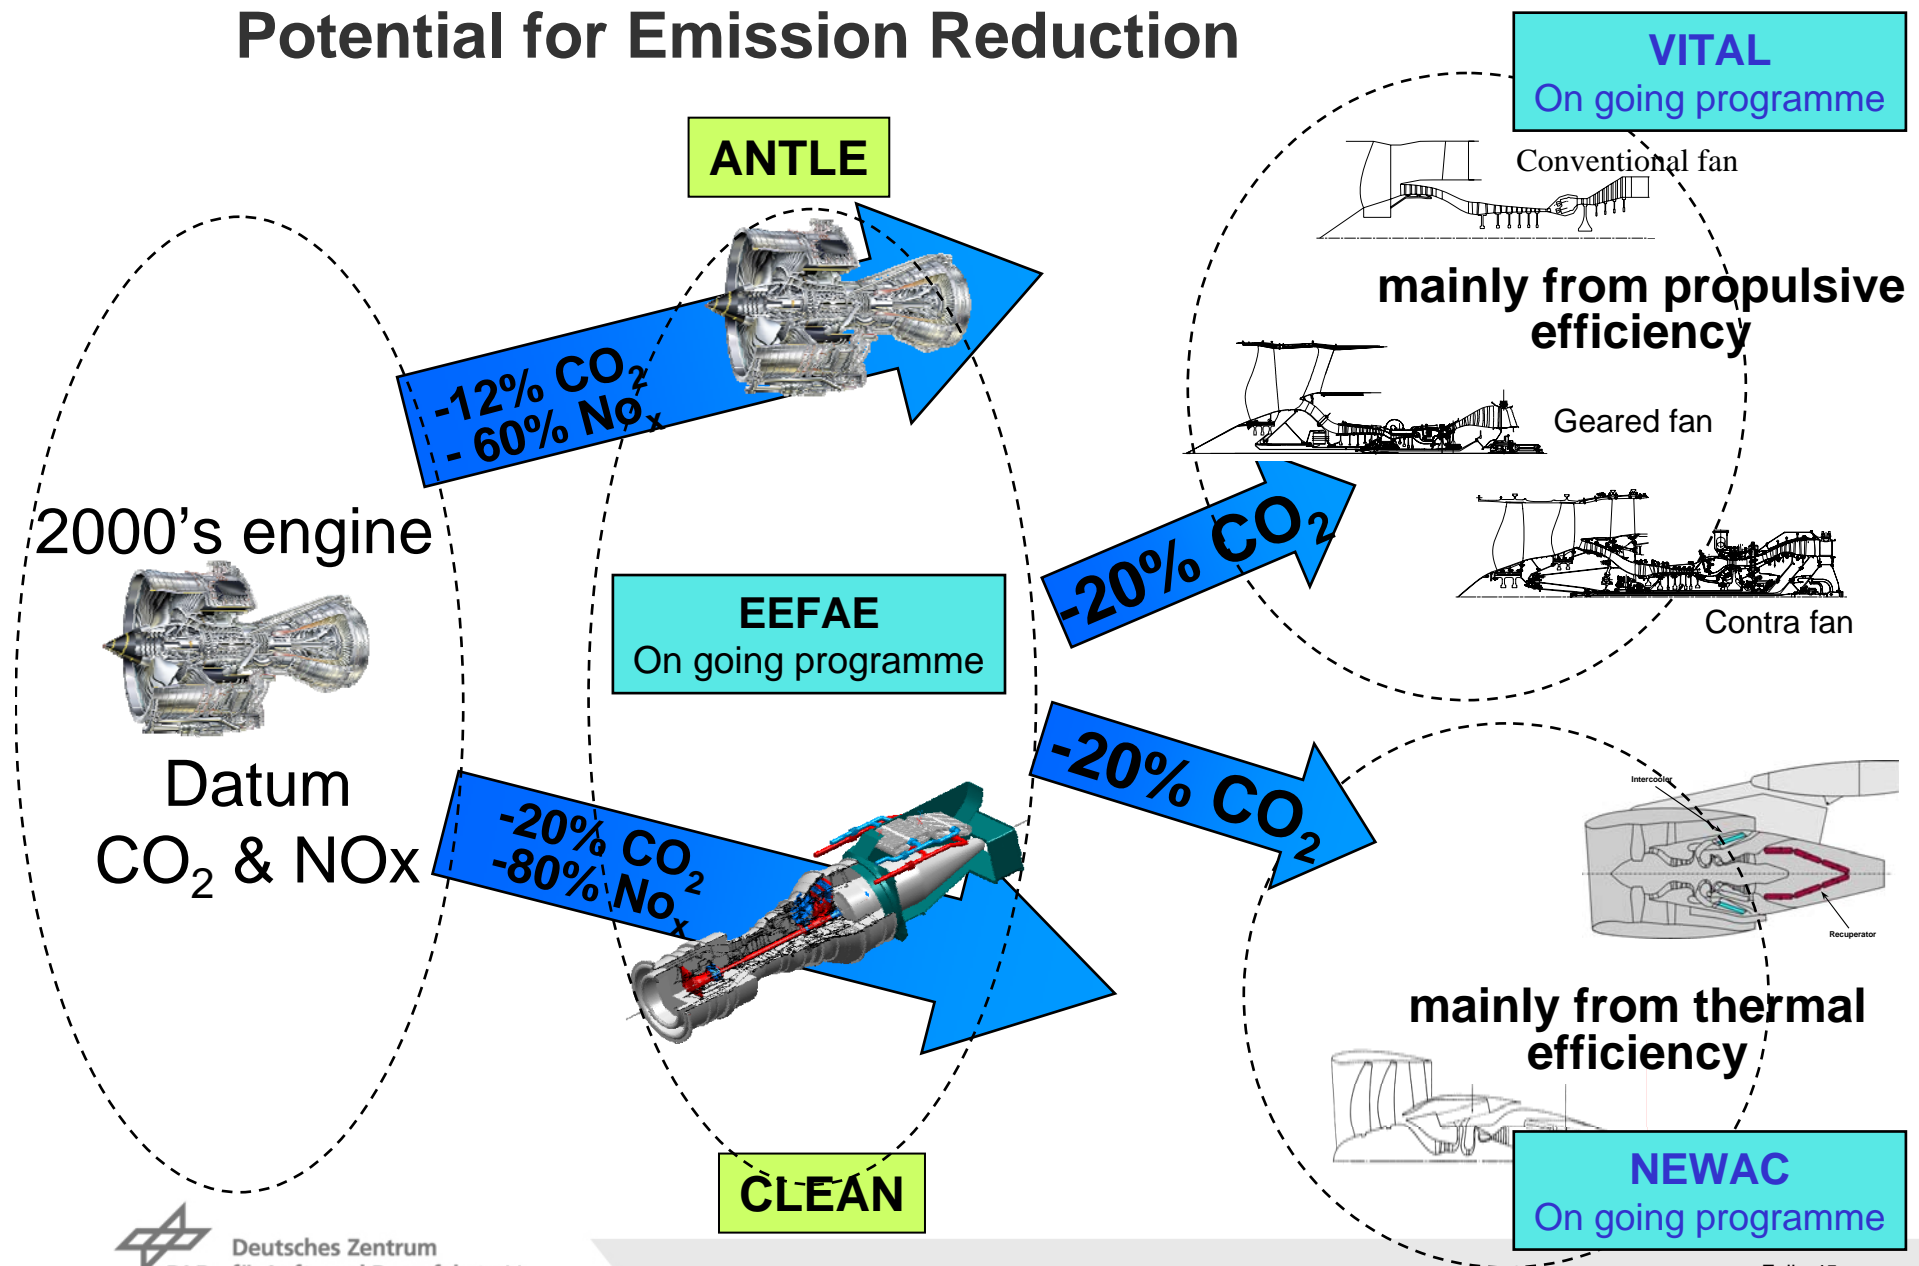 Potential for Emission Reduction
VITAL
On going programme
ANTLE
Conventional fan
mainly from propulsive
efficiency
-12% CO₂
- 60% Noₓ
Geared fan
2000's engine
-20% CO₂
EEFAE
On going programme
Contra fan
Datum
CO₂ & NOx
-20% CO₂
-80% Noₓ
-20% CO₂
Intercooler
Recuperator
mainly from thermal
efficiency
CLEAN
NEWAC
On going programme
Deutsches Zentrum